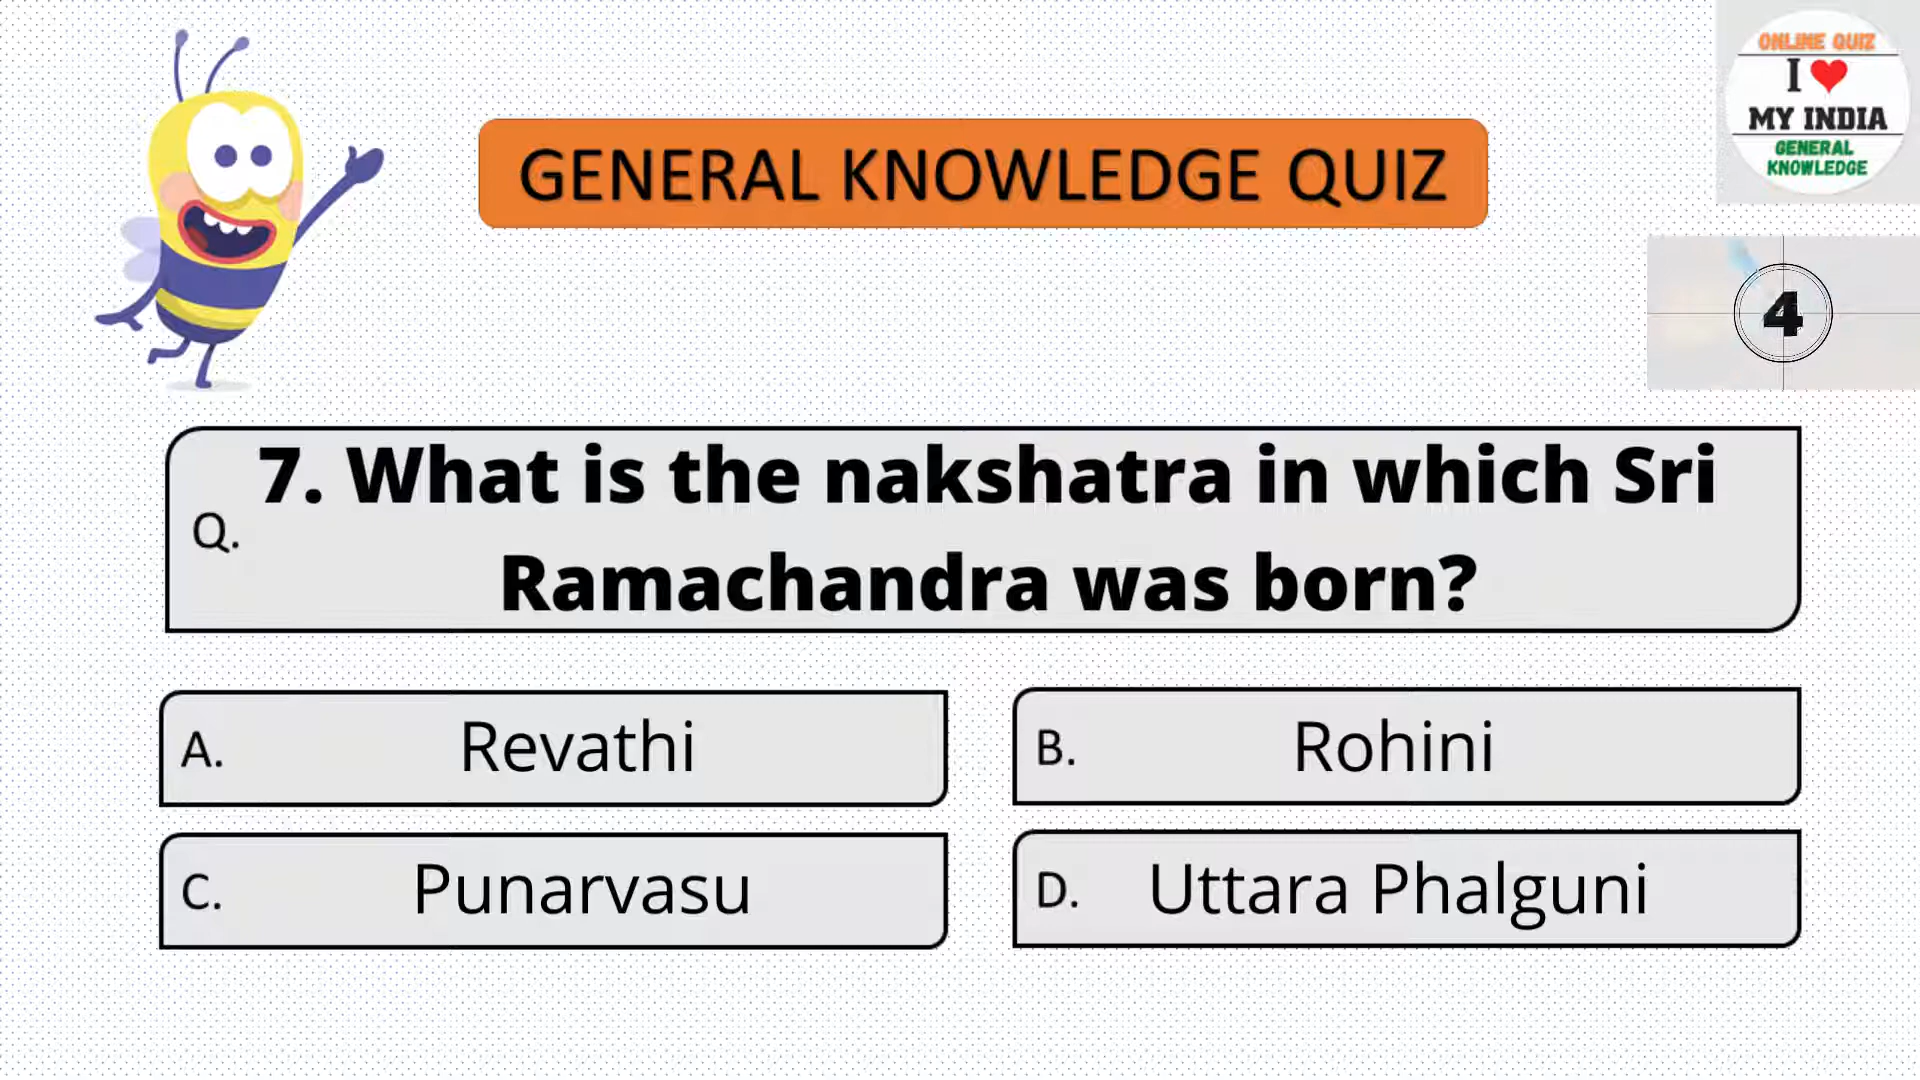 ONLINE QUIZ
I
MY INDIA
GENERAL
KNOWLEDGE
GENERAL KNOWLEDGE QUIZ
4
Q. 7. What is the nakshatra in which Sri
Ramachandra was born?
A. Revathi
B. Rohini
C. Punarvasu
D. Uttara Phalguni